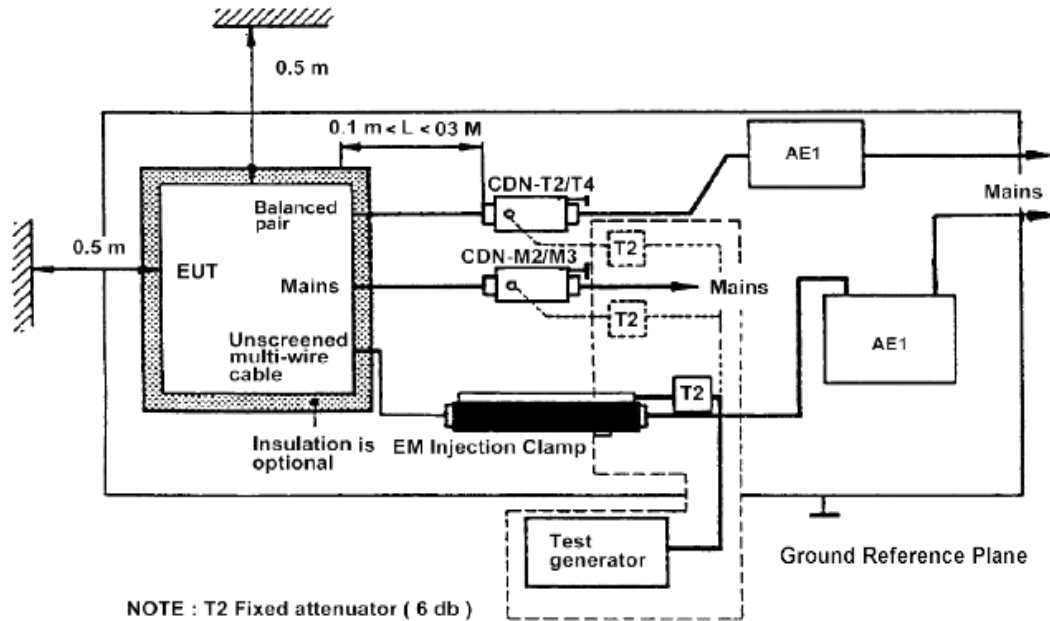 0.5 m
0.1 m < L < 03 M
AE1
CDN-T2/T4
Mains
Balanced
pair
T2
0.5 m
CDN-M2/M3
EUT
Mains
Mains
T2
AE1
Unscreened
multi-wire
cable
T2
Insulation is
optional
EM Injection Clamp
Test
generator
Ground Reference Plane
NOTE : T2 Fixed attenuator ( 6 db )